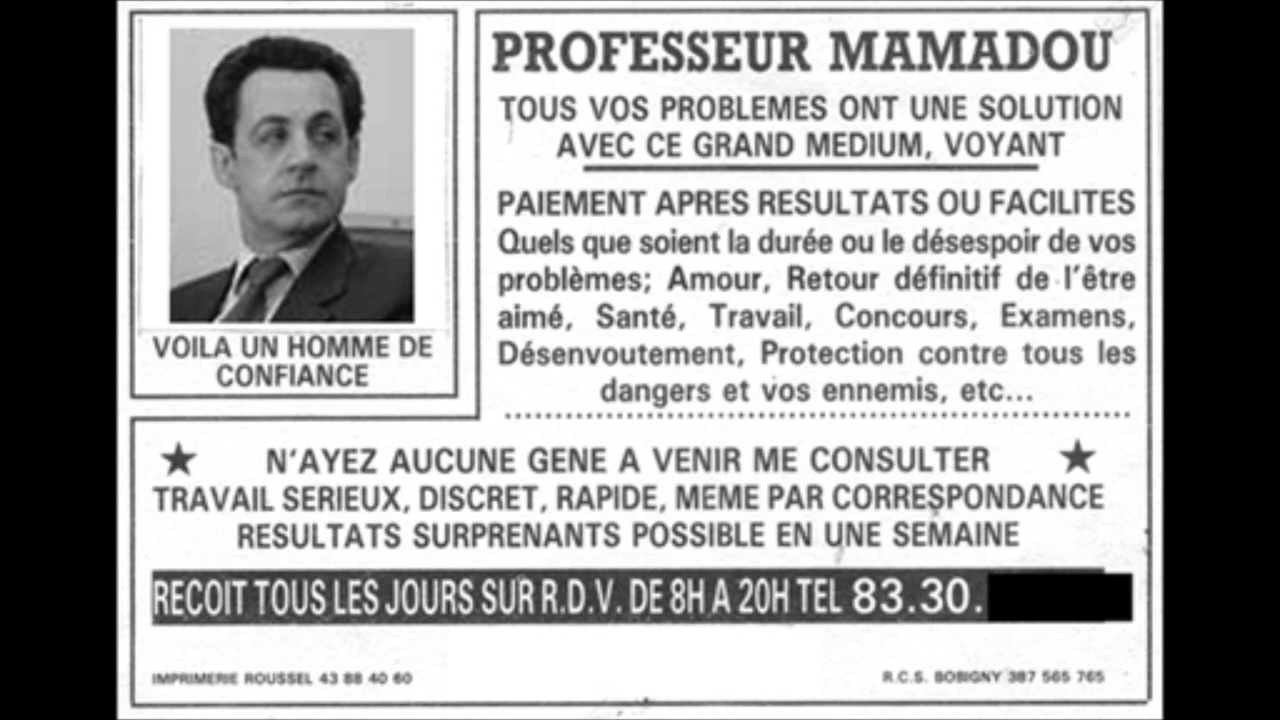 PROFESSEUR MAMADOU
TOUS VOS PROBLEMES ONT UNE SOLUTION
AVEC CE GRAND MEDIUM, VOYANT
PAIEMENT APRES RESULTATS OU FACILITES
Quels que soient la durée ou le désespoir de vos
problèmes; Amour, Retour définitif de l'être
aimé, Santé, Travail, Concours, Examens,
Désenvoutement, Protection contre tous les
dangers et vos ennemis, etc...
VOILA UN HOMME DE
CONFIANCE
N'AYEZ AUCUNE GENE A VENIR ME CONSULTER
TRAVAIL SERIEUX, DISCRET, RAPIDE, MEME PAR CORRESPONDANCE
RESULTATS SURPRENANTS POSSIBLE EN UNE SEMAINE
RECOIT TOUS LES JOURS SUR R.D.V. DE 8H A 20H TEL 83.30.
IMPRIMERIE ROUSSEL 43 88 40 60
R.C.S. BOBIGNY 387 565 765